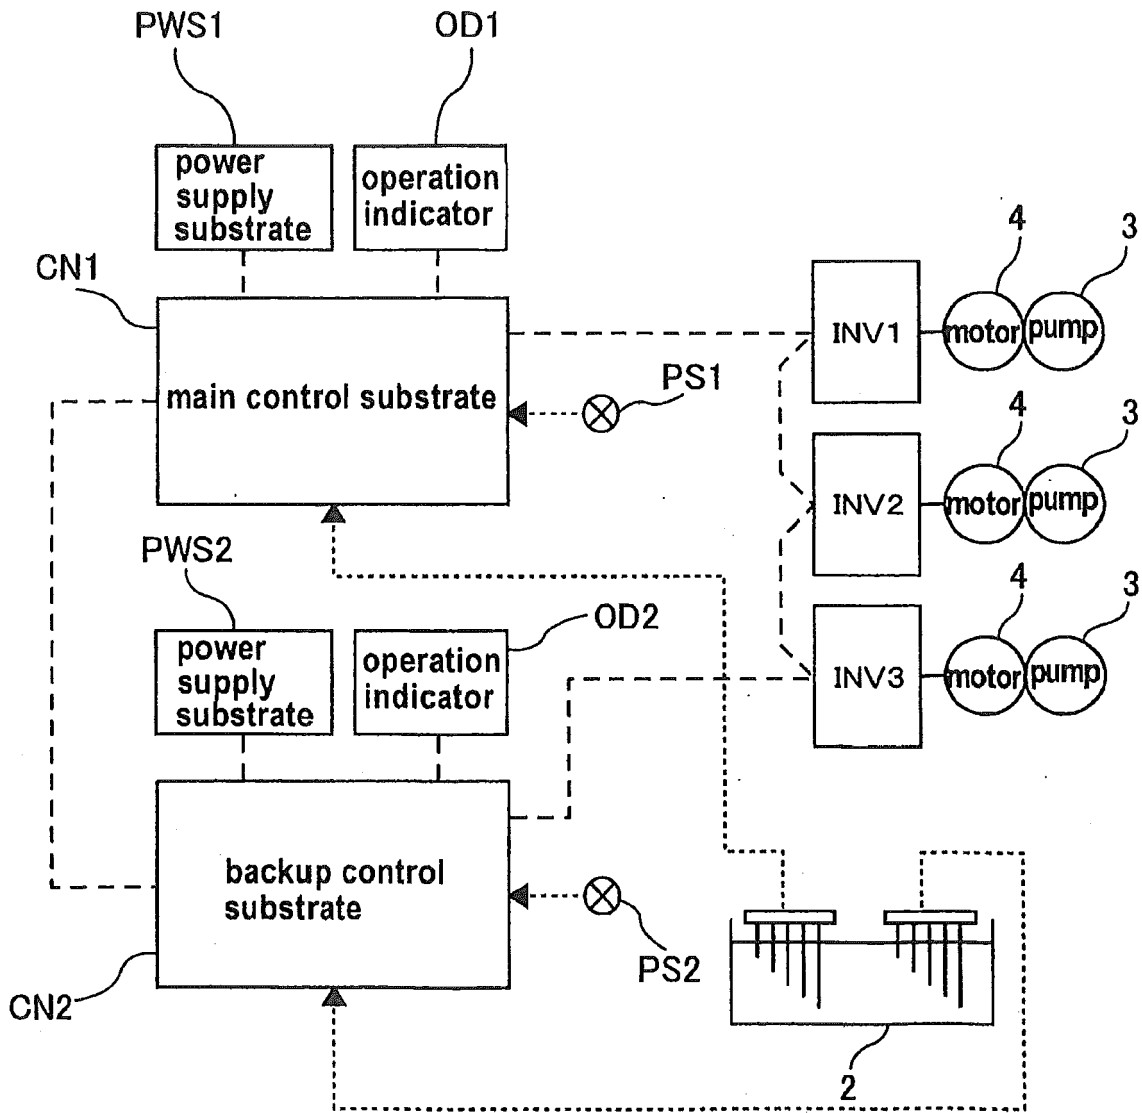 PWS1
OD1
power
supply
substrate
operation
indicator
CN1
main control substrate
PS1
INV1
motor
pump
4
3
INV2
motor
pump
4
3
INV3
motor
pump
4
3
PWS2
OD2
power
supply
substrate
operation
indicator
backup control
substrate
CN2
PS2
2